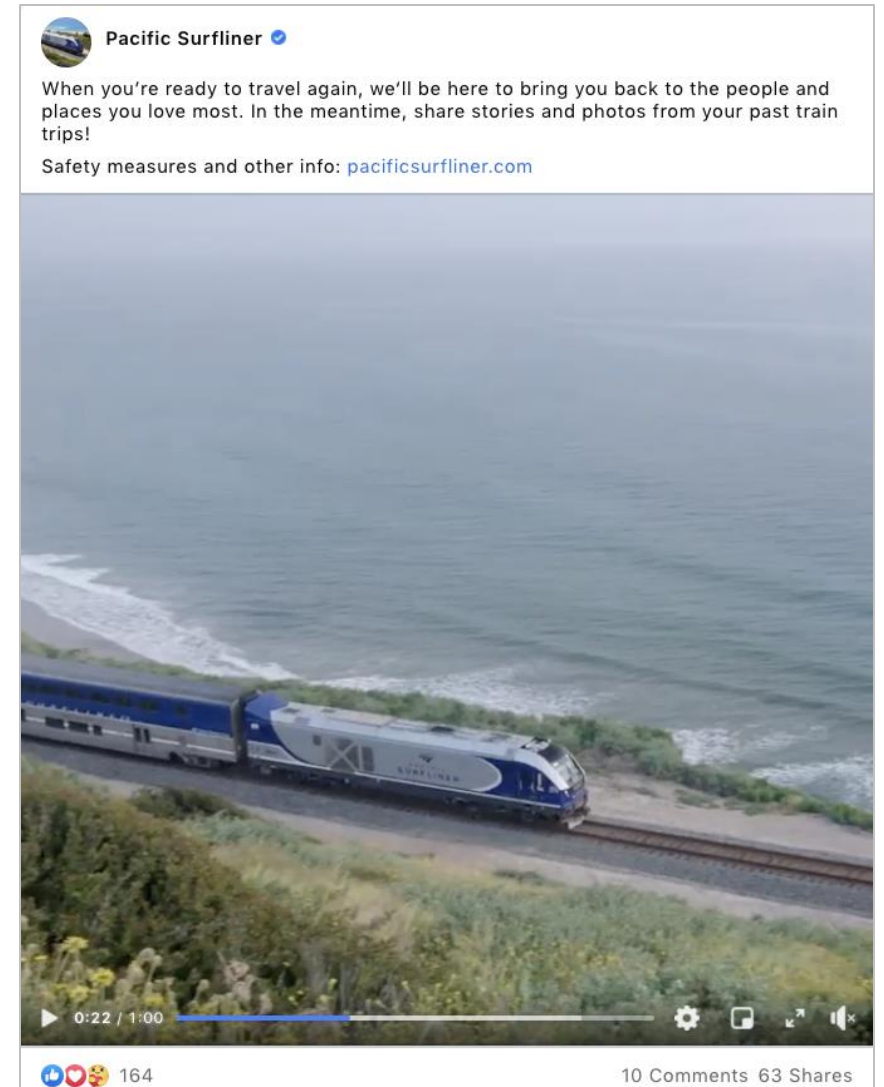 Pacific Surfliner
When you’re ready to travel again, we’ll be here to bring you back to the people and
places you love most. In the meantime, share stories and photos from your past train
trips!
Safety measures and other info: pacificsurfliner.com
SURFLINER
0:22 / 1:00
164
10 Comments 63 Shares